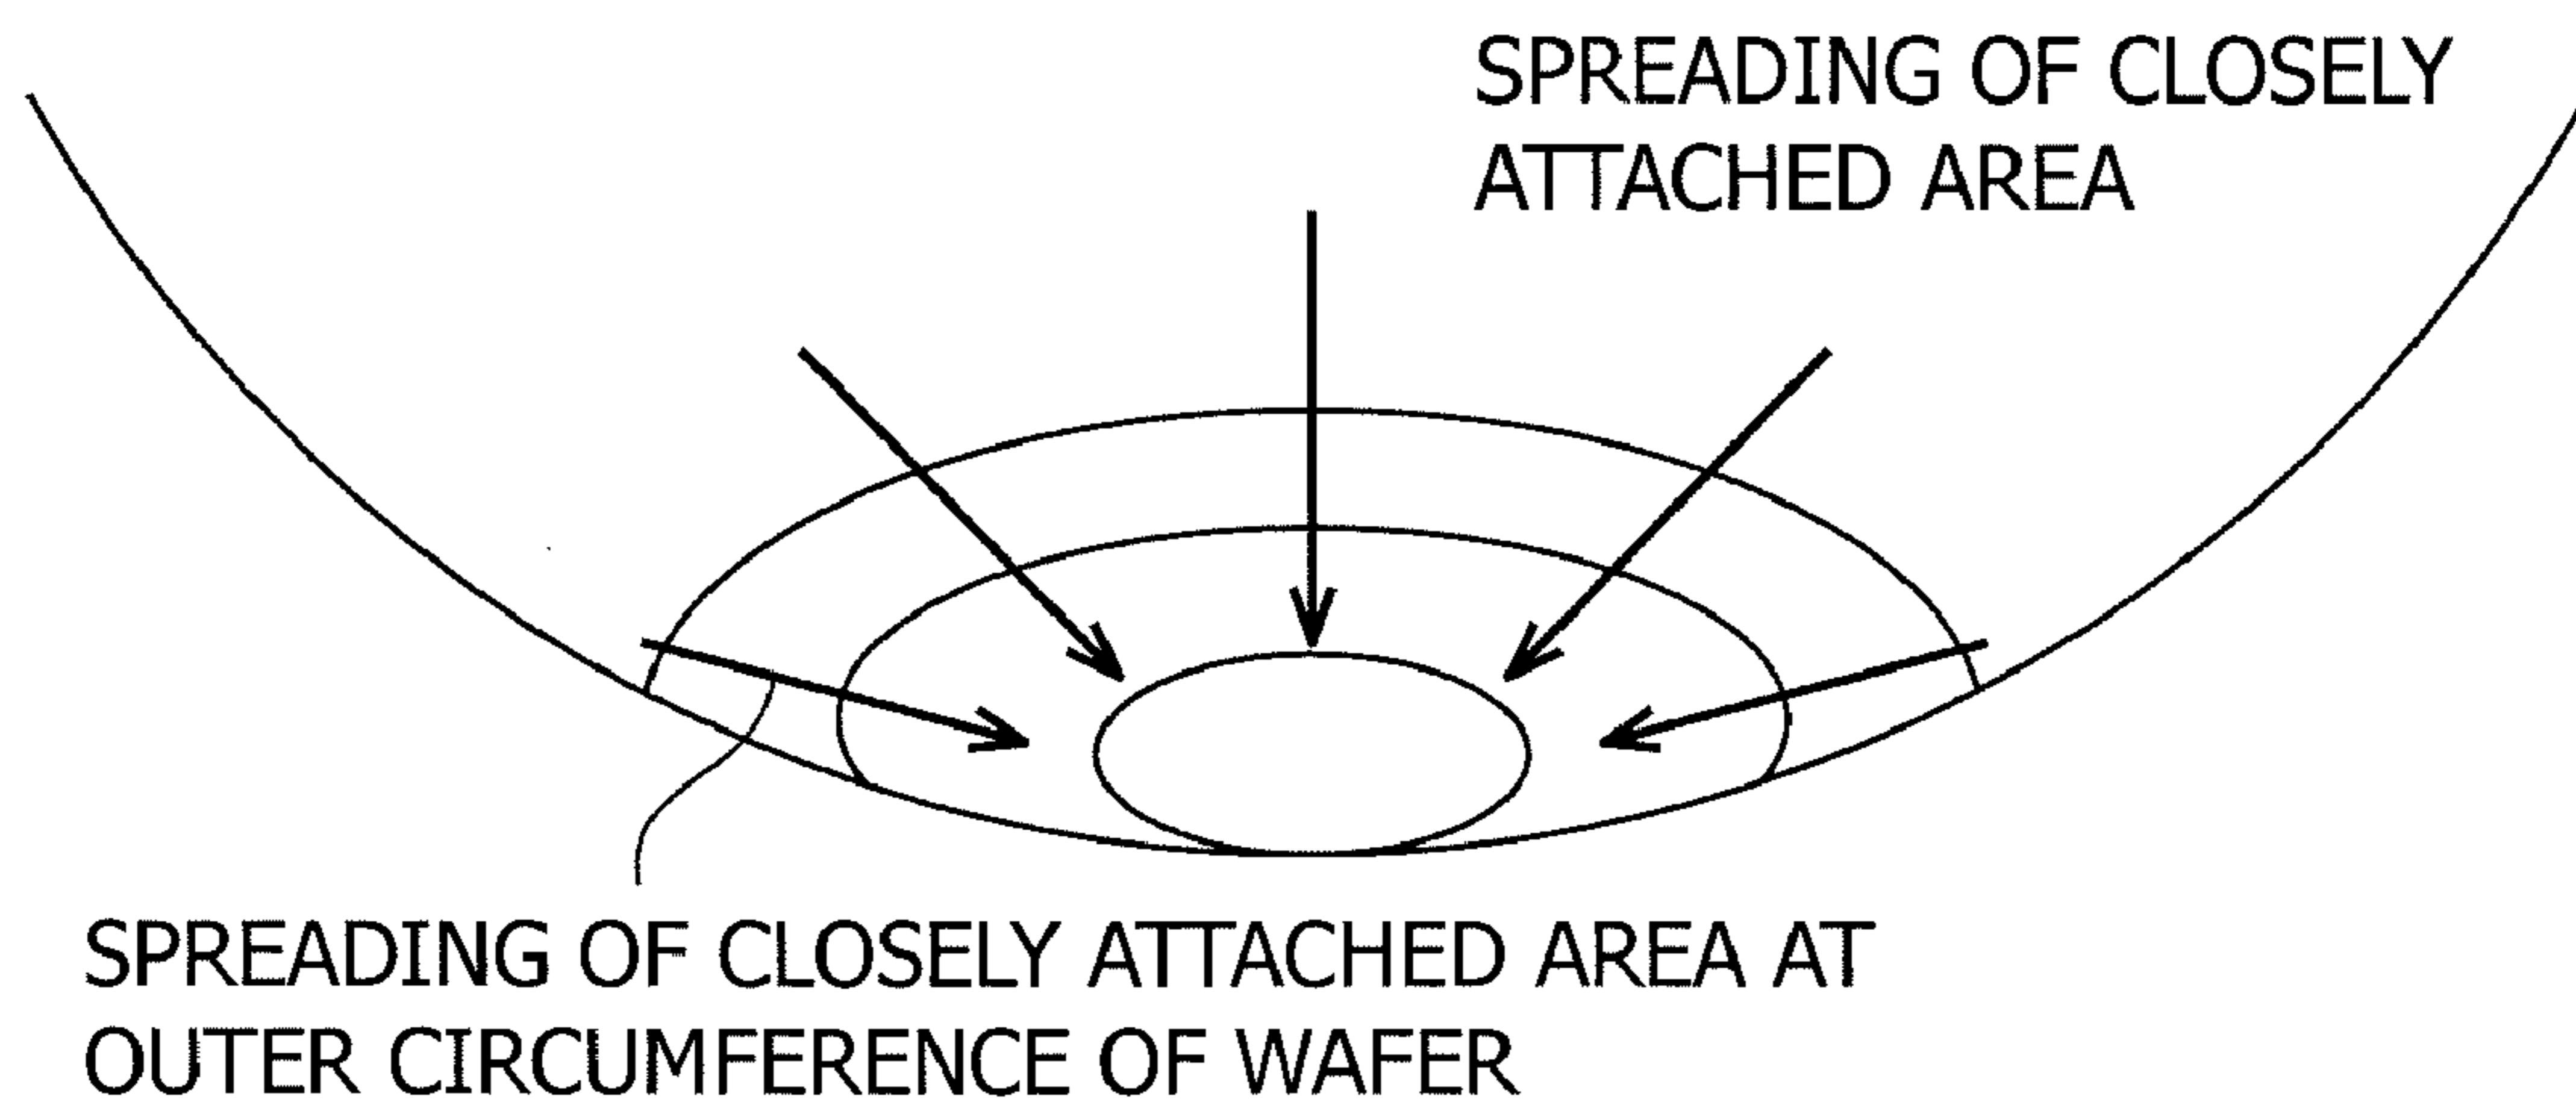 SPREADING OF CLOSELY
ATTACHED AREA
SPREADING OF CLOSELY ATTACHED AREA AT
OUTER CIRCUMFERENCE OF WAFER